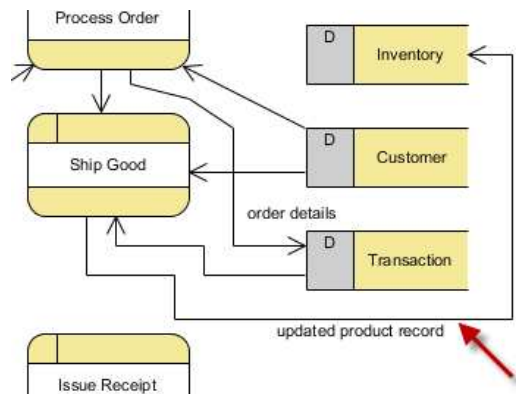 Process Order
D
Inventory
Ship Good
D
Customer
order details
D
Transaction
updated product record
Issue Receipt